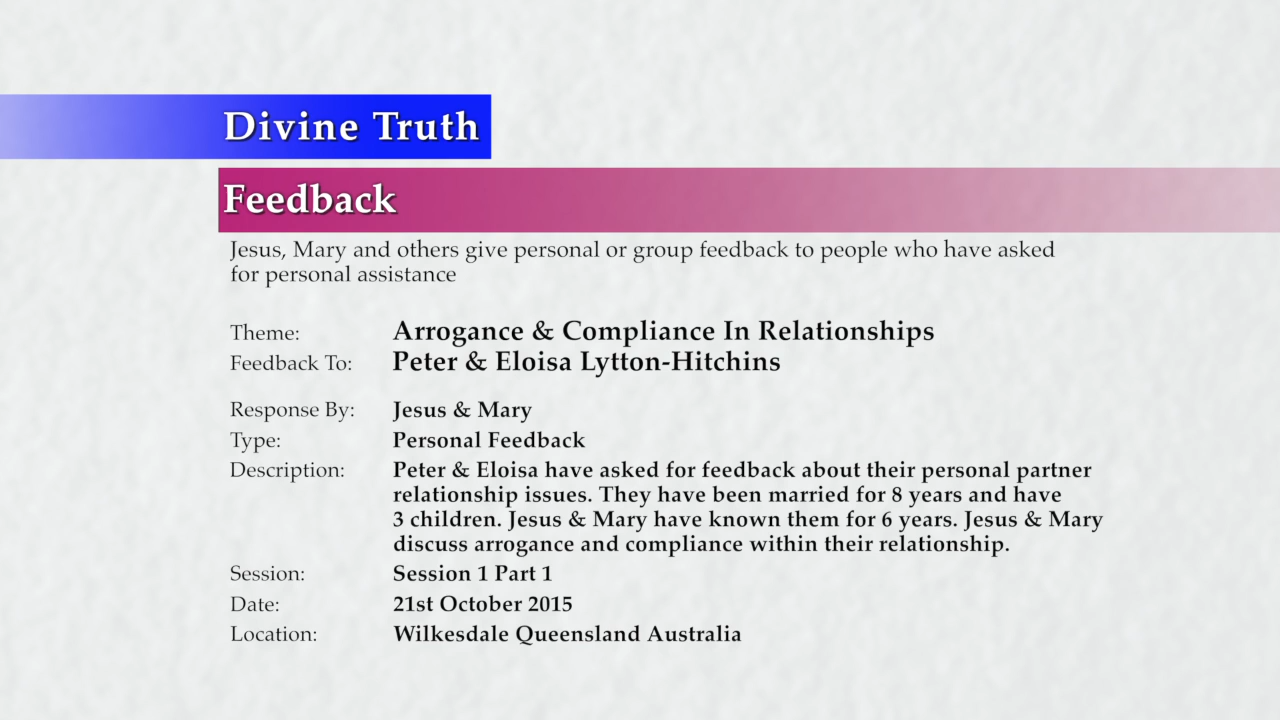 Divine Truth
Feedback
Jesus, Mary and others give personal or group feedback to people who have asked
for personal assistance
Theme: Arrogance & Compliance In Relationships
Feedback To: Peter & Eloisa Lytton-Hitchins
Response By: Jesus & Mary
Type: Personal Feedback
Description: Peter & Eloisa have asked for feedback about their personal partner
relationship issues. They have been married for 8 years and have
3 children. Jesus & Mary have known them for 6 years. Jesus & Mary
discuss arrogance and compliance within their relationship.
Session: Session 1 Part 1
Date: 21st October 2015
Location: Wilkesdale Queensland Australia